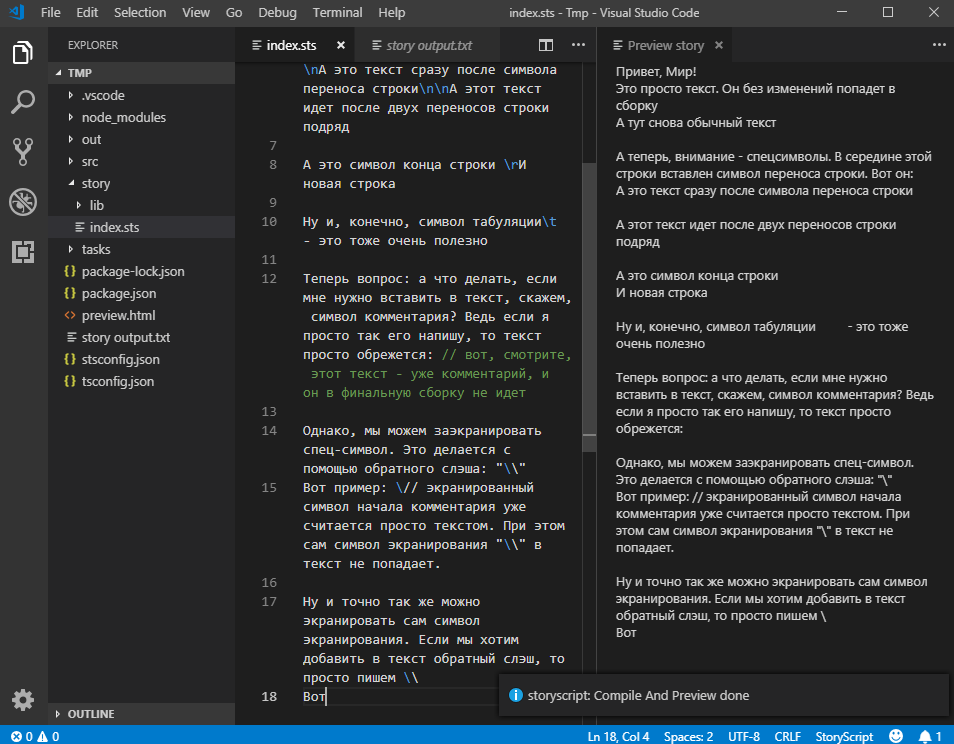 File Edit Selection View Go Debug Terminal Help index.sts - Tmp - Visual Studio Code
EXPLORER
TMP
.vscode
node_modules
out
src
story
lib
index.sts
tasks
package-lock.json
package.json
preview.html
story output.txt
stsconfig.json
tsconfig.json
OUTLINE
index.sts story output.txt
\nА это текст сразу после символа
переноса строки\n\nА этот текст
идет после двух переносов строки
подряд
7
8 А это символ конца строки \rИ
новая строка
9
10 Ну и, конечно, символ табуляции\t
- это тоже очень полезно
11
12 Теперь вопрос: а что делать, если
мне нужно вставить в текст, скажем,
символ комментария? Ведь если я
просто так его напишу, то текст
просто обрежется: // вот, смотрите,
этот текст - уже комментарий, и
он в финальную сборку не идет
13
14 Однако, мы можем заэкранировать
спец-символ. Это делается с
помощью обратного слэша: "\\"
15 Вот пример: \// экранированный
символ начала комментария уже
считается просто текстом. При этом
сам символ экранирования "\\" в
текст не попадает.
16
17 Ну и точно так же можно
экранировать сам символ
экранирования. Если мы хотим
добавить в текст обратный слэш, то
просто пишем \\
18 Вот
Preview story
Привет, Мир!
Это просто текст. Он без изменений попадет в
сборку
А тут снова обычный текст
А теперь, внимание - спецсимволы. В середине этой
строки вставлен символ переноса строки. Вот он:
А это текст сразу после символа переноса строки
А этот текст идет после двух переносов строки
подряд
А это символ конца строки
И новая строка
Ну и, конечно, символ табуляции - это тоже
очень полезно
Теперь вопрос: а что делать, если мне нужно
вставить в текст, скажем, символ комментария? Ведь
если я просто так его напишу, то текст просто
обрежется:
Однако, мы можем заэкранировать спец-символ.
Это делается с помощью обратного слэша: "\"
Вот пример: // экранированный символ начала
комментария уже считается просто текстом. При
этом сам символ экранирования "\" в текст не
попадает.
Ну и точно так же можно экранировать сам символ
экранирования. Если мы хотим добавить в текст
обратный слэш, то просто пишем \
Вот
storyscript: Compile And Preview done
0 0 Ln 18, Col 4 Spaces: 2 UTF-8 CRLF StoryScript 1